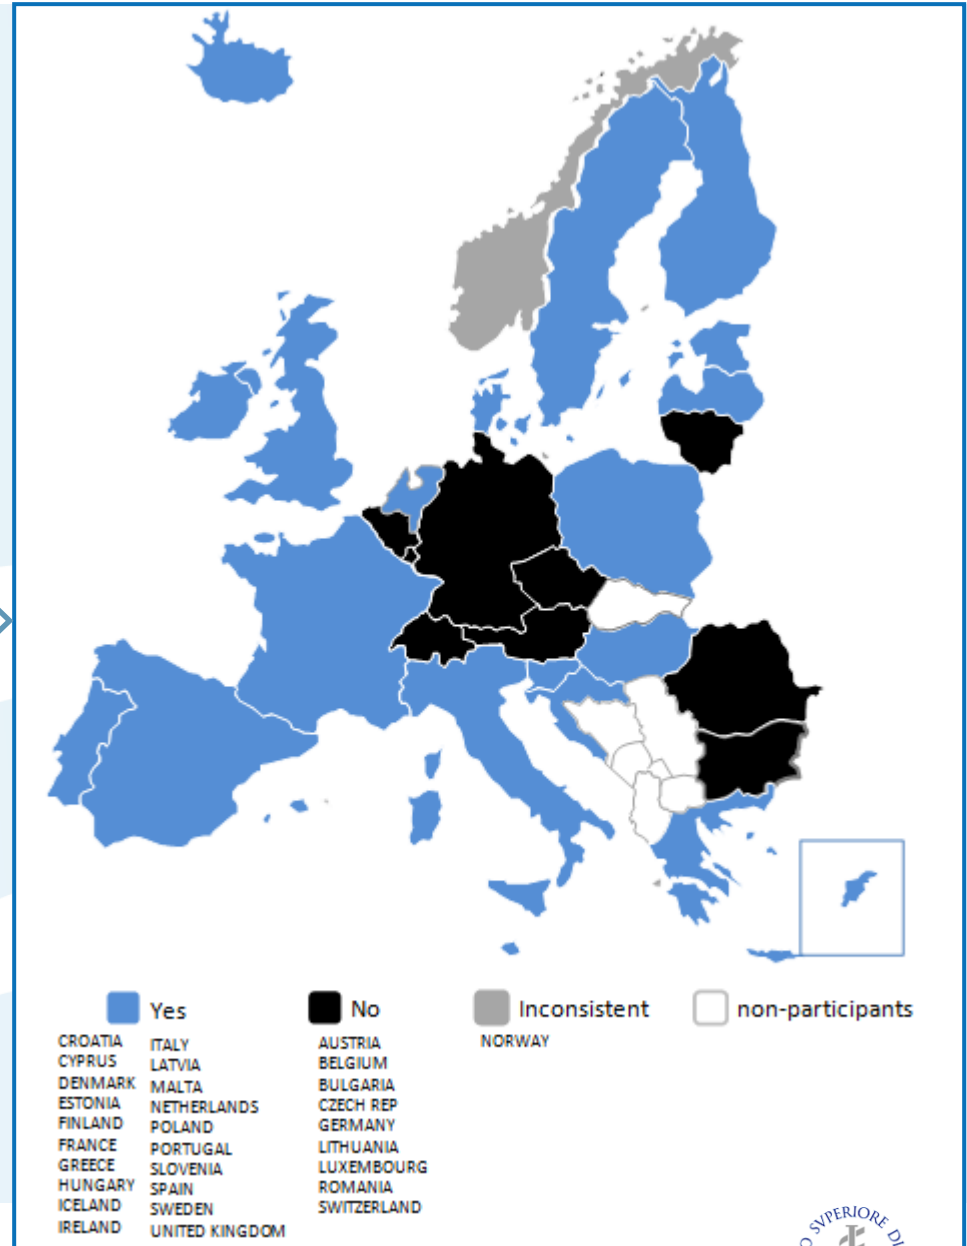 Yes
No
Inconsistent
non-participants
CROATIA
CYPRUS
DENMARK
ESTONIA
FINLAND
FRANCE
GREECE
HUNGARY
ICELAND
IRELAND
ITALY
LATVIA
MALTA
NETHERLANDS
POLAND
PORTUGAL
SLOVENIA
SPAIN
SWEDEN
UNITED KINGDOM
AUSTRIA
BELGIUM
BULGARIA
CZECH REP
GERMANY
LITHUANIA
LUXEMBOURG
ROMANIA
SWITZERLAND
NORWAY
O SVPERIORE DI